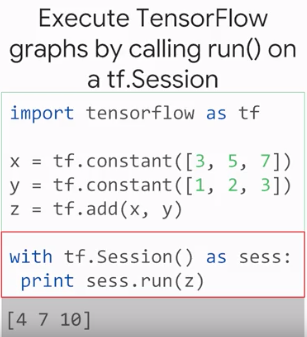 Execute TensorFlow
graphs by calling run() on
a tf.Session
import tensorflow as tf
x = tf.constant([3, 5, 7])
y = tf.constant([1, 2, 3])
z = tf.add(x, y)
with tf.Session() as sess:
 print sess.run(z)
[4 7 10]